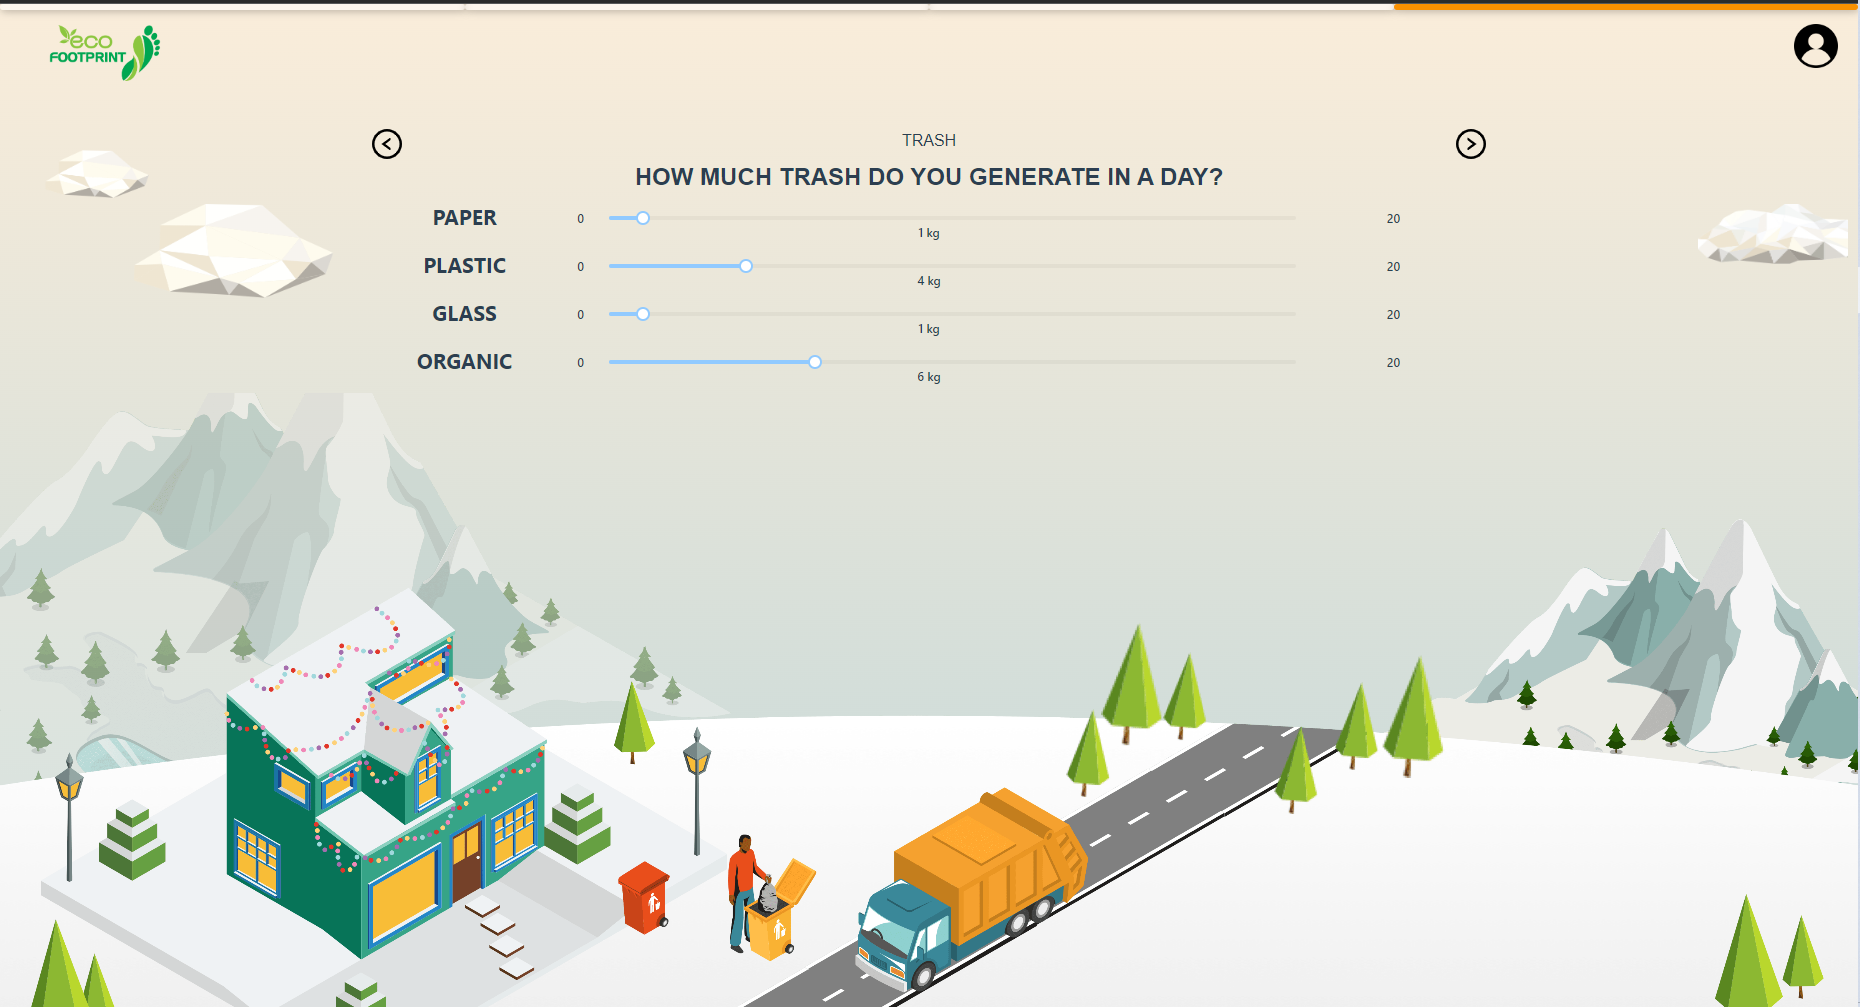 eco
FOOTPRINT
TRASH
HOW MUCH TRASH DO YOU GENERATE IN A DAY?
PAPER 0 20
1 kg
PLASTIC 0 20
4 kg
GLASS 0 20
1 kg
ORGANIC 0 20
6 kg